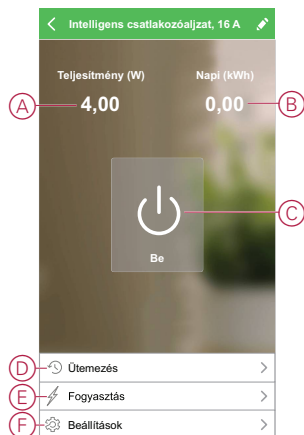 Intelligens csatlakozóaljzat, 16 A
Teljesítmény (W) Napi (kWh)
A 4,00 0,00 B
C
Be
D Ütemezés
E Fogyasztás
F Beállítások